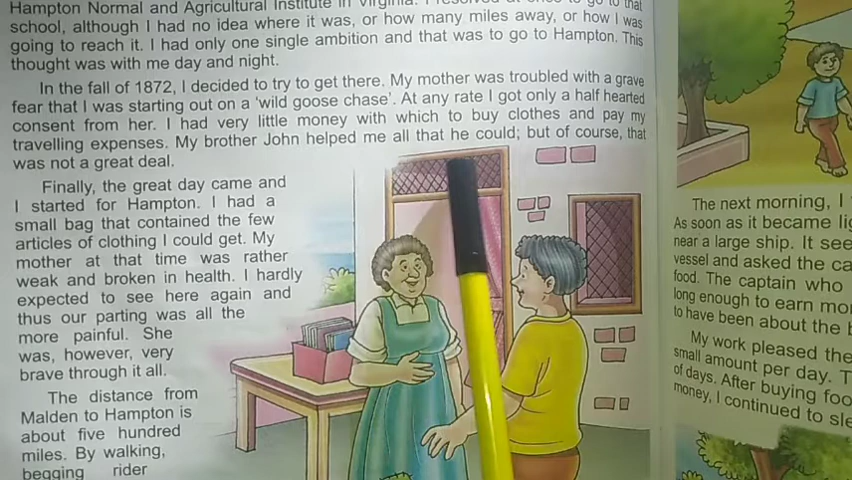 Hampton Normal and Agricultural Institute in Virginia. I resolved at once to go to that
school, although I had no idea where it was, or how many miles away, or how I was
going to reach it. I had only one single ambition and that was to go to Hampton. This
thought was with me day and night.
In the fall of 1872, I decided to try to get there. My mother was troubled with a grave
fear that I was starting out on a 'wild goose chase'. At any rate I got only a half hearted
consent from her. I had very little money with which to buy clothes and pay my
travelling expenses. My brother John helped me all that he could; but of course, that
was not a great deal.
Finally, the great day came and
I started for Hampton. I had a
small bag that contained the few
articles of clothing I could get. My
mother at that time was rather
weak and broken in health. I hardly
expected to see here again and
thus our parting was all the
more painful. She
was, however, very
brave through it all.
The distance from
Malden to Hampton is
about five hundred
miles. By walking,
begging rider
The next morning, I
As soon as it became
near a large ship. It
vessel and asked the
food. The captain who
long enough to earn
to have been about the
My work pleased the
small amount per day.
of days. After buying
money, I continued to